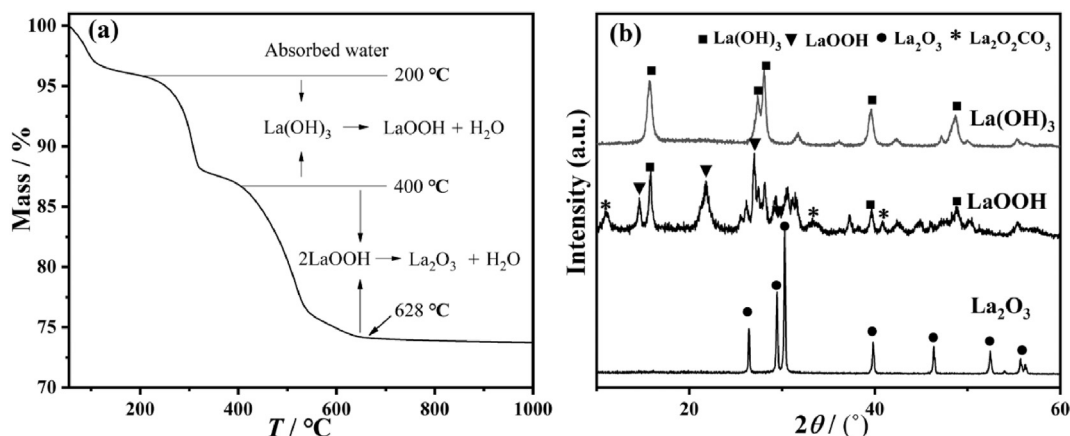 (a)
Mass / %
100
95
90
85
80
75
70
Absorbed water
200 °C
La(OH)₃ → LaOOH + H₂O
400 °C
2LaOOH → La₂O₃ + H₂O
628 °C
200 400 600 800 1000
T / °C
(b)
■ La(OH)₃ ▼ LaOOH ● La₂O₃ * La₂O₂CO₃
Intensity (a.u.)
La(OH)₃
LaOOH
La₂O₃
20 40 60
2θ / (°)